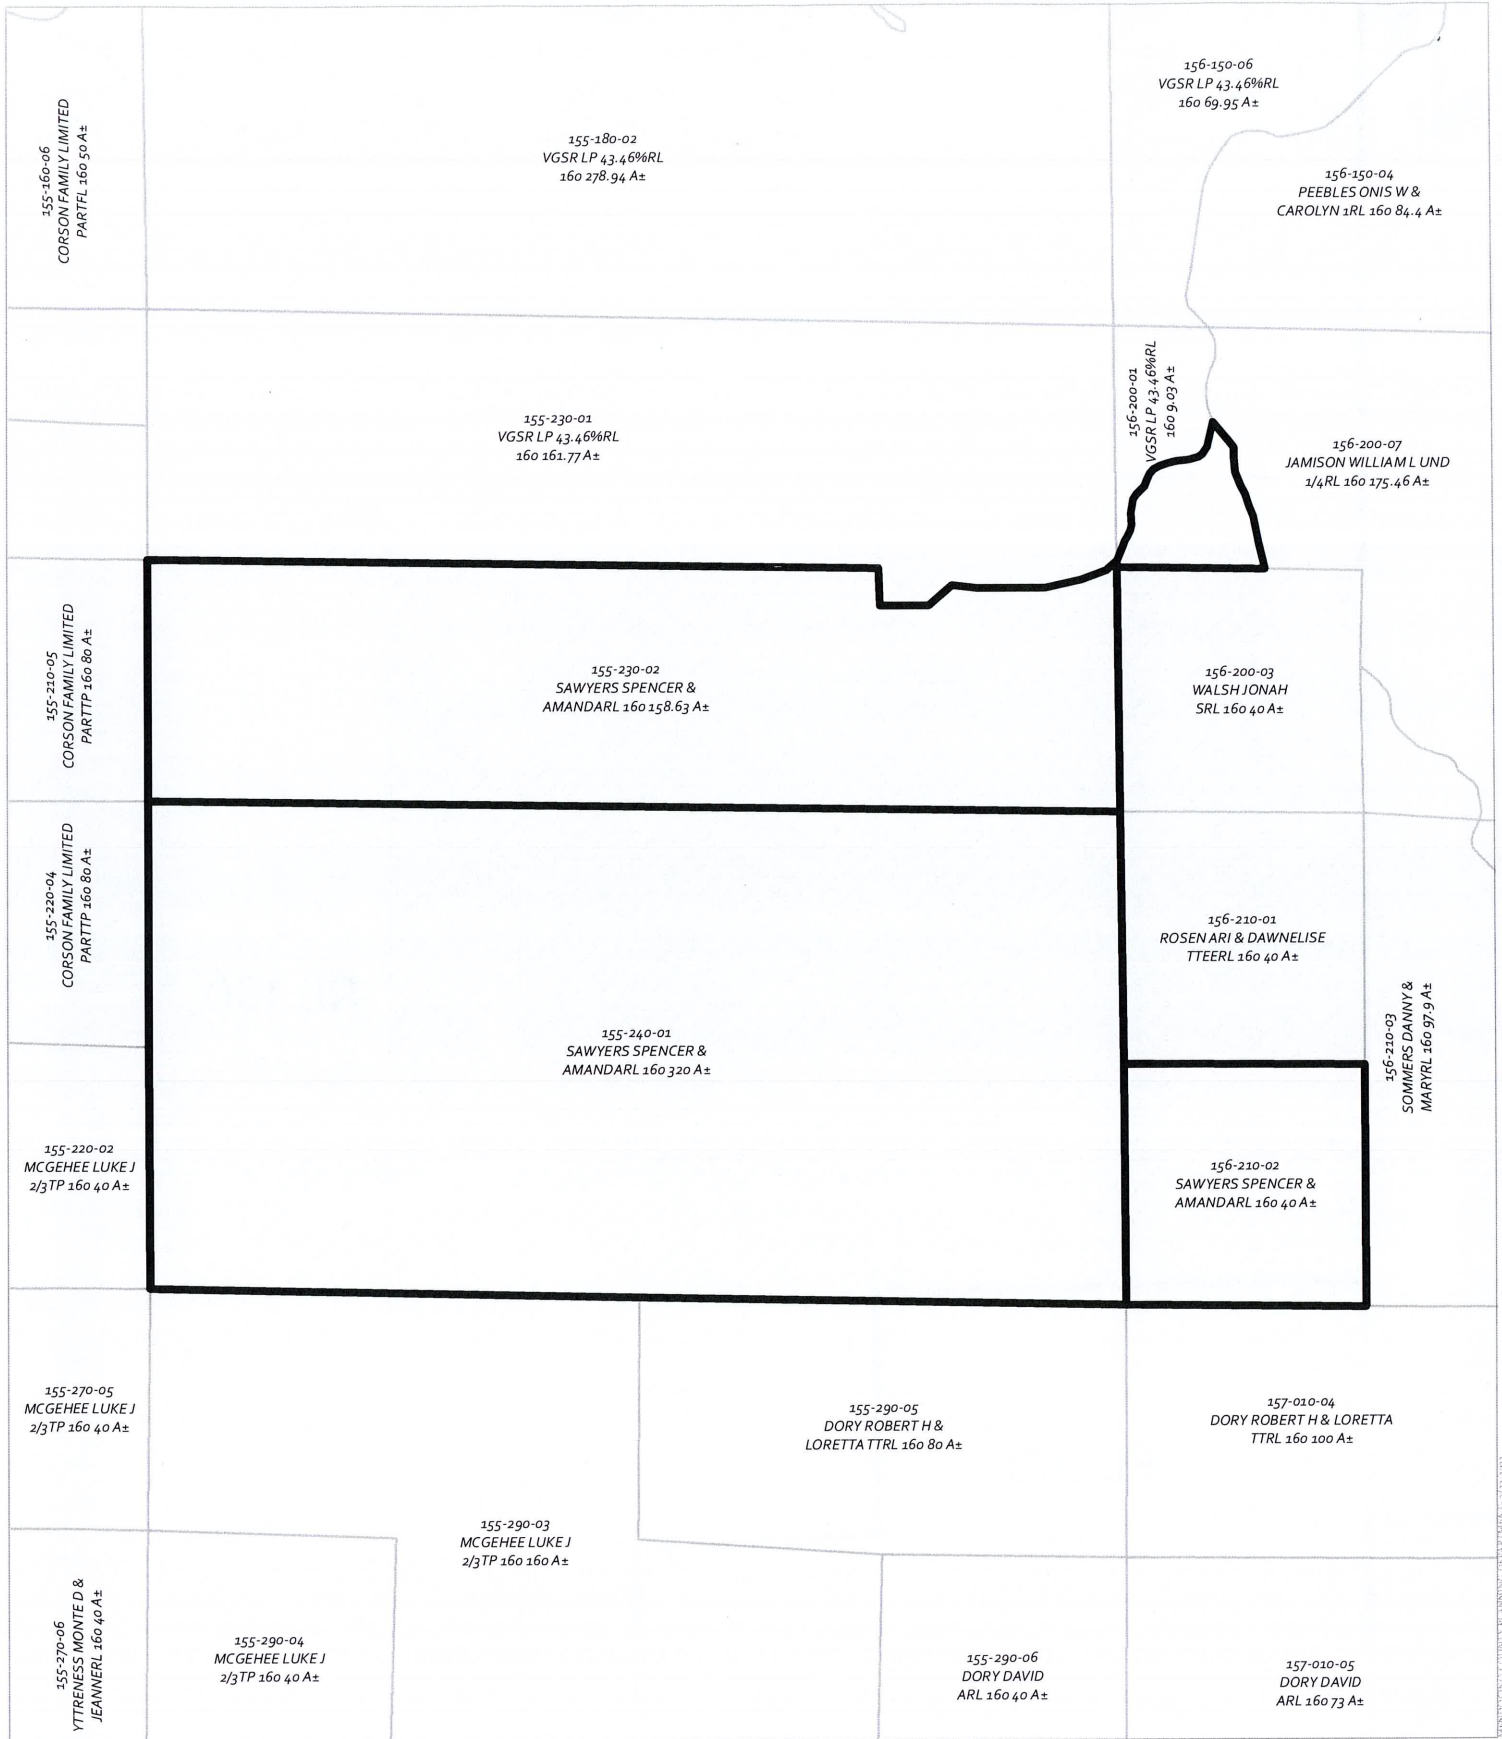 156-150-06
VGSR LP 43.46%RL
160 69.95 A±
155-160-06
CORSON FAMILY LIMITED
PARTFL 160 50 A±
155-180-02
VGSR LP 43.46%RL
160 278.94 A±
156-150-04
PEEBLES ONIS W &
CAROLYN 1RL 160 84.4 A±
156-200-01
VGSR LP 43.46%RL
160 9.03 A±
155-230-01
VGSR LP 43.46%RL
160 161.77 A±
156-200-07
JAMISON WILLIAM L UND
1/4RL 160 175.46 A±
155-210-05
CORSON FAMILY LIMITED
PARTTP 160 80 A±
155-230-02
SAWYERS SPENCER &
AMANDARL 160 158.63 A±
156-200-03
WALSH JONAH
SRL 160 40 A±
155-220-04
CORSON FAMILY LIMITED
PARTTP 160 80 A±
156-210-01
ROSEN ARI & DAWNELISE
TTEERL 160 40 A±
156-210-03
SOMMERS DANNY &
MARYRL 160 97.9 A±
155-240-01
SAWYERS SPENCER &
AMANDARL 160 320 A±
155-220-02
MCGEHEE LUKE J
2/3TP 160 40 A±
156-210-02
SAWYERS SPENCER &
AMANDARL 160 40 A±
155-270-05
MCGEHEE LUKE J
2/3TP 160 40 A±
155-290-05
DORY ROBERT H &
LORETTA TTRL 160 80 A±
157-010-04
DORY ROBERT H & LORETTA
TTRL 160 100 A±
155-290-03
MCGEHEE LUKE J
2/3TP 160 160 A±
155-270-06
YTTRENESS MONTE D &
JEANNERL 160 40 A±
155-290-04
MCGEHEE LUKE J
2/3TP 160 40 A±
155-290-06
DORY DAVID
ARL 160 40 A±
157-010-05
DORY DAVID
ARL 160 73 A±